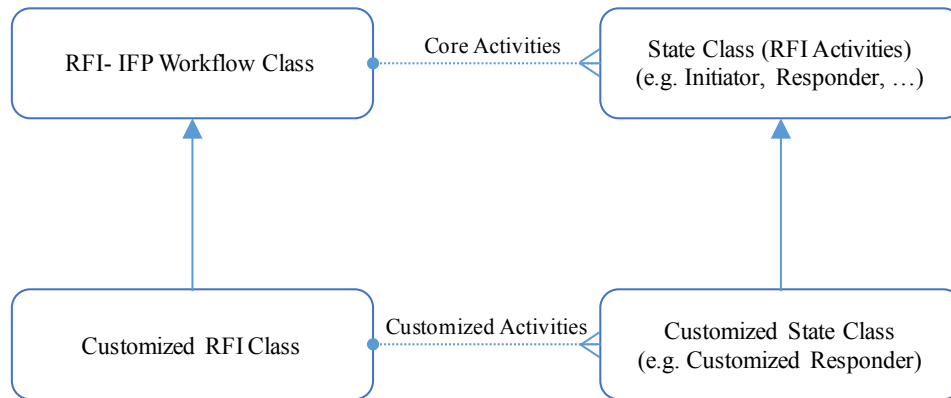 RFI- IFP Workflow Class
Core Activities
State Class (RFI Activities)
(e.g. Initiator, Responder, …)
Customized RFI Class
Customized Activities
Customized State Class
(e.g. Customized Responder)